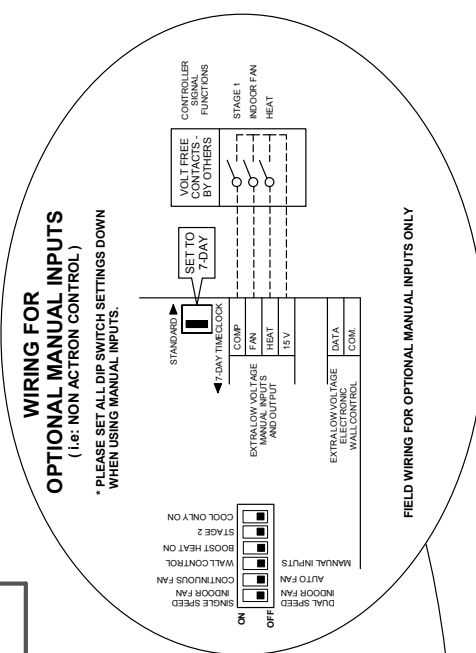 WIRING FOR
OPTIONAL MANUAL INPUTS
( i.e: NON ACTRON CONTROL )
* PLEASE SET ALL DIP SWITCH SETTINGS DOWN
WHEN USING MANUAL INPUTS.
CONTROLLER
SIGNAL
FUNCTIONS
VOLT FREE
CONTACTS -
BY OTHERS
STAGE 1
INDOOR FAN
HEAT
SET TO
7-DAY
STANDARD
7-DAY TIMECLOCK
COMP
FAN
HEAT
15 V
EXTRA LOW VOLTAGE
MANUAL INPUTS
AND OUTPUT
DATA
COM.
EXTRA LOW VOLTAGE
ELECTRONIC
WALL CONTROL
COOL ONLY ON
STAGE 2
BOOST HEAT ON
WALL CONTROL
CONTINUOUS FAN
SINGLE SPEED
INDOOR FAN
ON
OFF
MANUAL INPUTS
AUTO FAN
DUAL SPEED
INDOOR FAN
FIELD WIRING FOR OPTIONAL MANUAL INPUTS ONLY